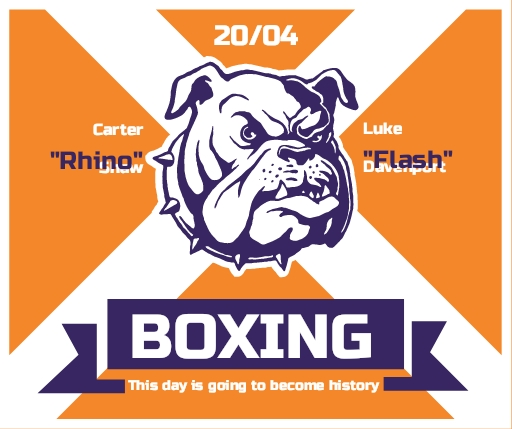 20/04
Carter
"Rhino"
Shaw
Luke
"Flash"
Davenport
BOXING
This day is going to become history